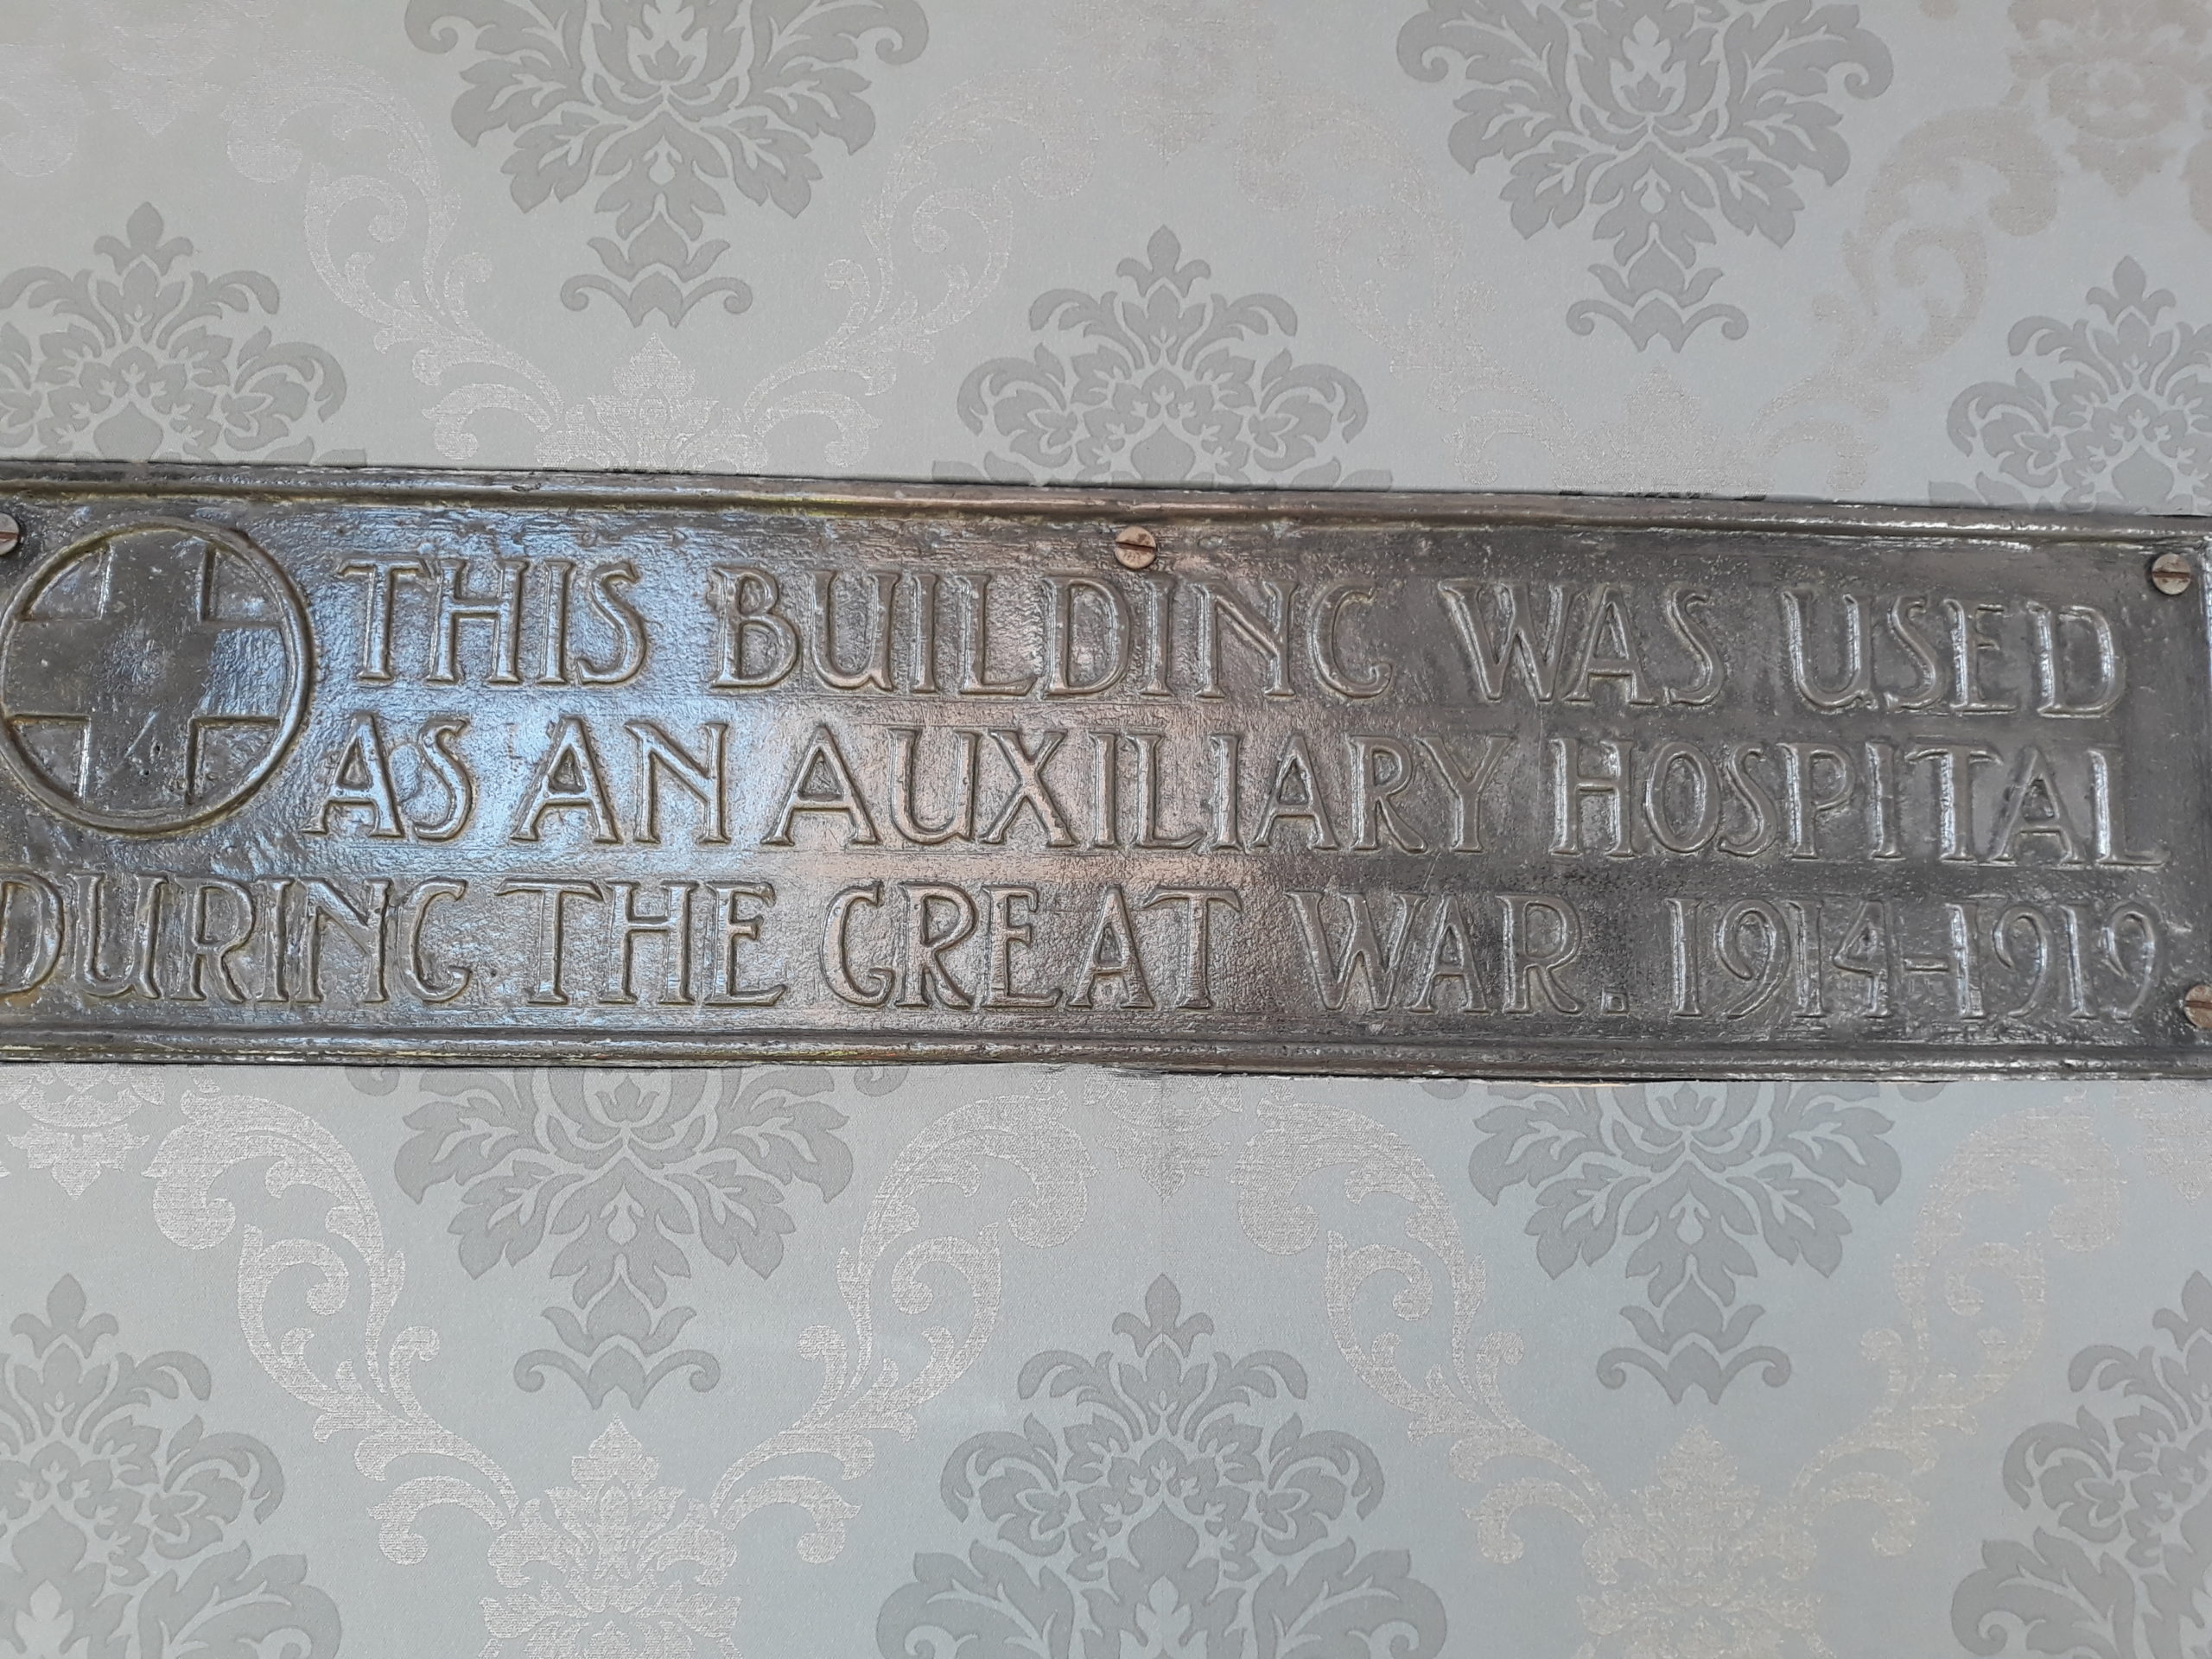 THIS BUILDING WAS USED
AS AN AUXILIARY HOSPITAL
DURING THE GREAT WAR. 1914-1919